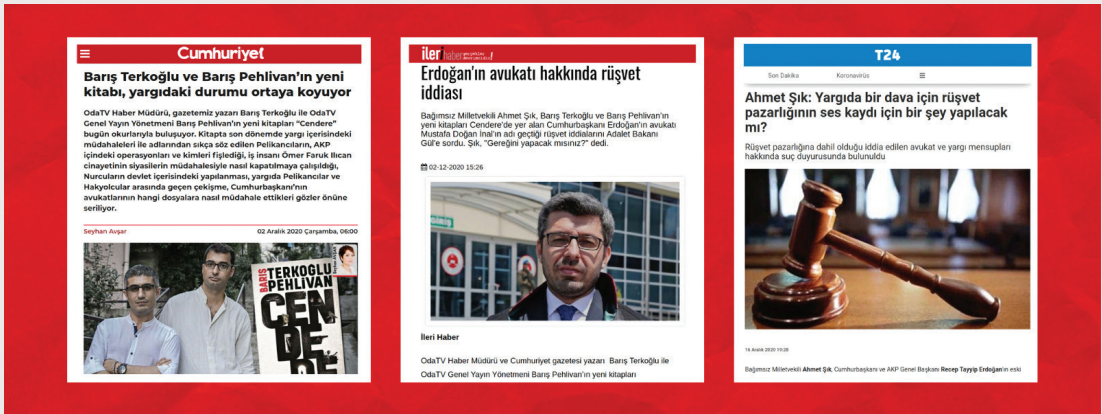 Cumhuriyet
Barış Terkoğlu ve Barış Pehlivan’ın yeni
kitabı, yargıdaki durumu ortaya koyuyor
OdaTV Haber Müdürü, gazetemiz yazarı Barış Terkoğlu ile OdaTV
Genel Yayın Yönetmeni Barış Pehlivan’ın yeni kitapları “Cendere”
bugün okurlarıyla buluşuyor. Kitapta son dönemde yargı içerisindeki
müdahaleleri ile adlarından sıkça söz edilen Pelikancıların, AKP
içindeki operasyonları ve kimleri fişlediği, iş insanı Ömer Faruk Ilıcan
cinayetinin siyasilerin müdahalesiyle nasıl kapatılmaya çalışıldığı,
Nurcuların devlet içerisindeki yapılanması, yargıda Pelikancılar ve
Hakyolcular arasında geçen çekişme, Cumhurbaşkanı’nın
avukatlarının hangi dosyalara nasıl müdahale ettikleri gözler önüne
seriliyor.
Seyhan Avşar 02 Aralık 2020 Çarşamba, 06:00
BARIŞ
TERKOĞLU
PEHLİVAN
CEN
DE
RE
ileri haber
Erdoğan'ın avukatı hakkında rüşvet
iddiası
Bağımsız Milletvekili Ahmet Şık, Barış Terkoğlu ve Barış Pehlivan'ın
yeni kitapları Cendere'de yer alan Cumhurbaşkanı Erdoğan'ın avukatı
Mustafa Doğan İnal'ın adı geçtiği rüşvet iddialarını Adalet Bakanı
Gül'e sordu. Şık, "Gereğini yapacak mısınız?" dedi.
02-12-2020 15:26
İleri Haber
OdaTV Haber Müdürü ve Cumhuriyet gazetesi yazarı Barış Terkoğlu ile
OdaTV Genel Yayın Yönetmeni Barış Pehlivan'ın yeni kitapları
T24
Son Dakika Koronavirüs
Ahmet Şık: Yargıda bir dava için rüşvet
pazarlığının ses kaydı için bir şey yapılacak
mı?
Rüşvet pazarlığına dahil olduğu iddia edilen avukat ve yargı mensupları
hakkında suç duyurusunda bulunuldu
16 Aralık 2020 19:28
Bağımsız Milletvekili Ahmet Şık, Cumhurbaşkanı ve AKP Genel Başkanı Recep Tayyip Erdoğan'ın eski